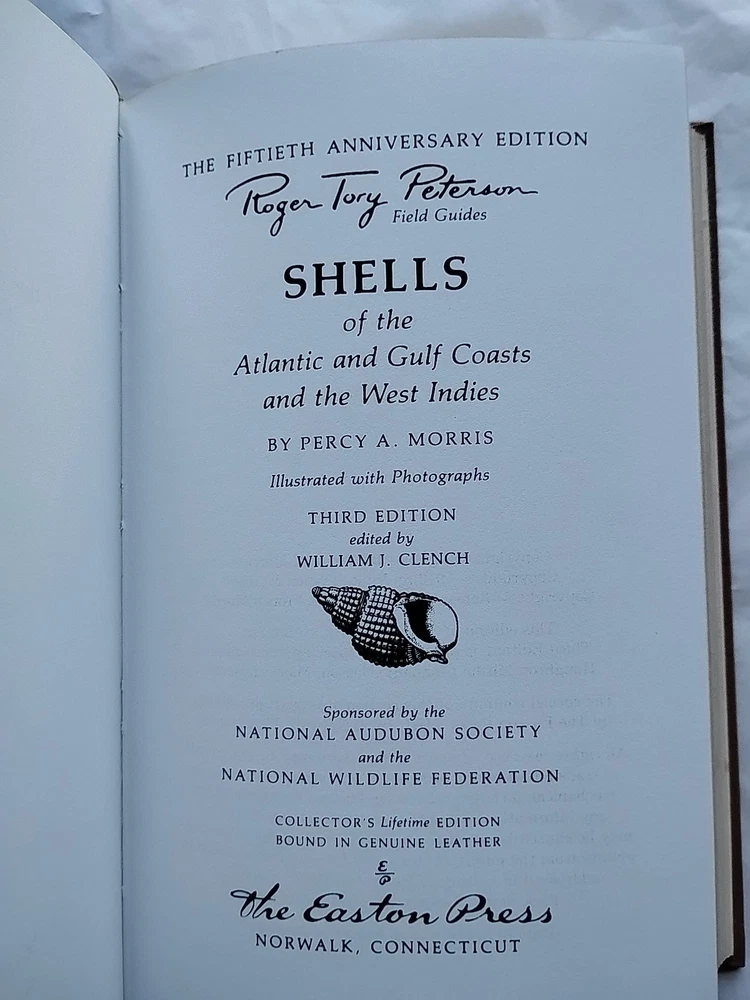 THE FIFTIETH ANNIVERSARY EDITION
Roger Tory Peterson
Field Guides
SHELLS
of the
Atlantic and Gulf Coasts
and the West Indies
BY PERCY A. MORRIS
Illustrated with Photographs
THIRD EDITION
edited by
WILLIAM J. CLENCH
Sponsored by the
NATIONAL AUDUBON SOCIETY
and the
NATIONAL WILDLIFE FEDERATION
COLLECTOR'S Lifetime EDITION
BOUND IN GENUINE LEATHER
E
P
The Easton Press
NORWALK, CONNECTICUT